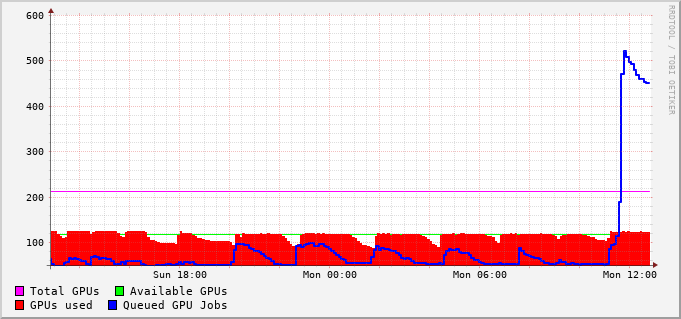 600
500
400
300
200
100
Sun 18:00 Mon 00:00 Mon 06:00 Mon 12:00
Total GPUs Available GPUs
GPUs used Queued GPU Jobs
RRDTOOL / TOBI OETIKER